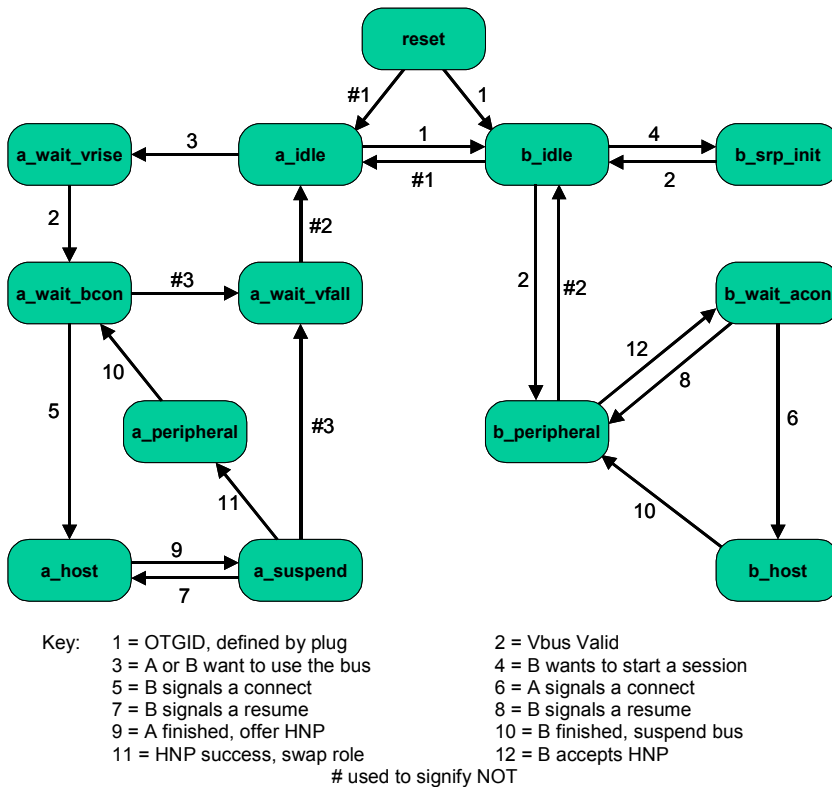 reset
#1
1
a_wait_vrise
3
a_idle
1
#1
b_idle
4
2
b_srp_init
2
#2
a_wait_bcon
#3
a_wait_vfall
2
#2
b_wait_acon
12
8
10
5
a_peripheral
#3
b_peripheral
6
11
10
a_host
9
7
a_suspend
b_host
Key: 1 = OTGID, defined by plug 2 = Vbus Valid
3 = A or B want to use the bus 4 = B wants to start a session
5 = B signals a connect 6 = A signals a connect
7 = B signals a resume 8 = B signals a resume
9 = A finished, offer HNP 10 = B finished, suspend bus
11 = HNP success, swap role 12 = B accepts HNP
# used to signify NOT